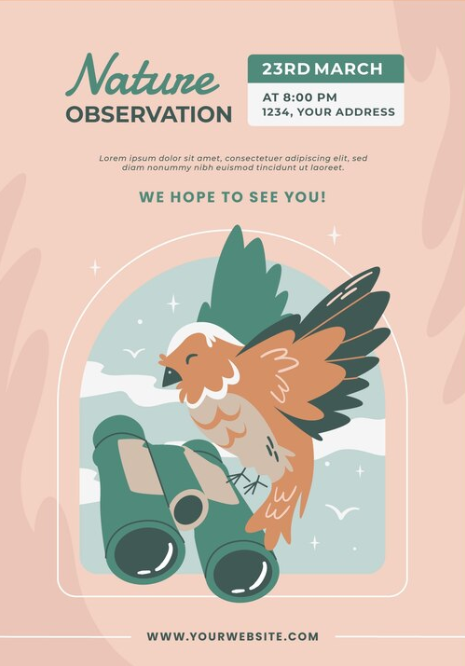 Nature
OBSERVATION
23RD MARCH
AT 8:00 PM
1234, YOUR ADDRESS
Lorem ipsum dolor sit amet, consectetuer adipiscing elit, sed
diam nonummy nibh euismod tincidunt ut laoreet.
WE HOPE TO SEE YOU!
WWW.YOURWEBSITE.COM